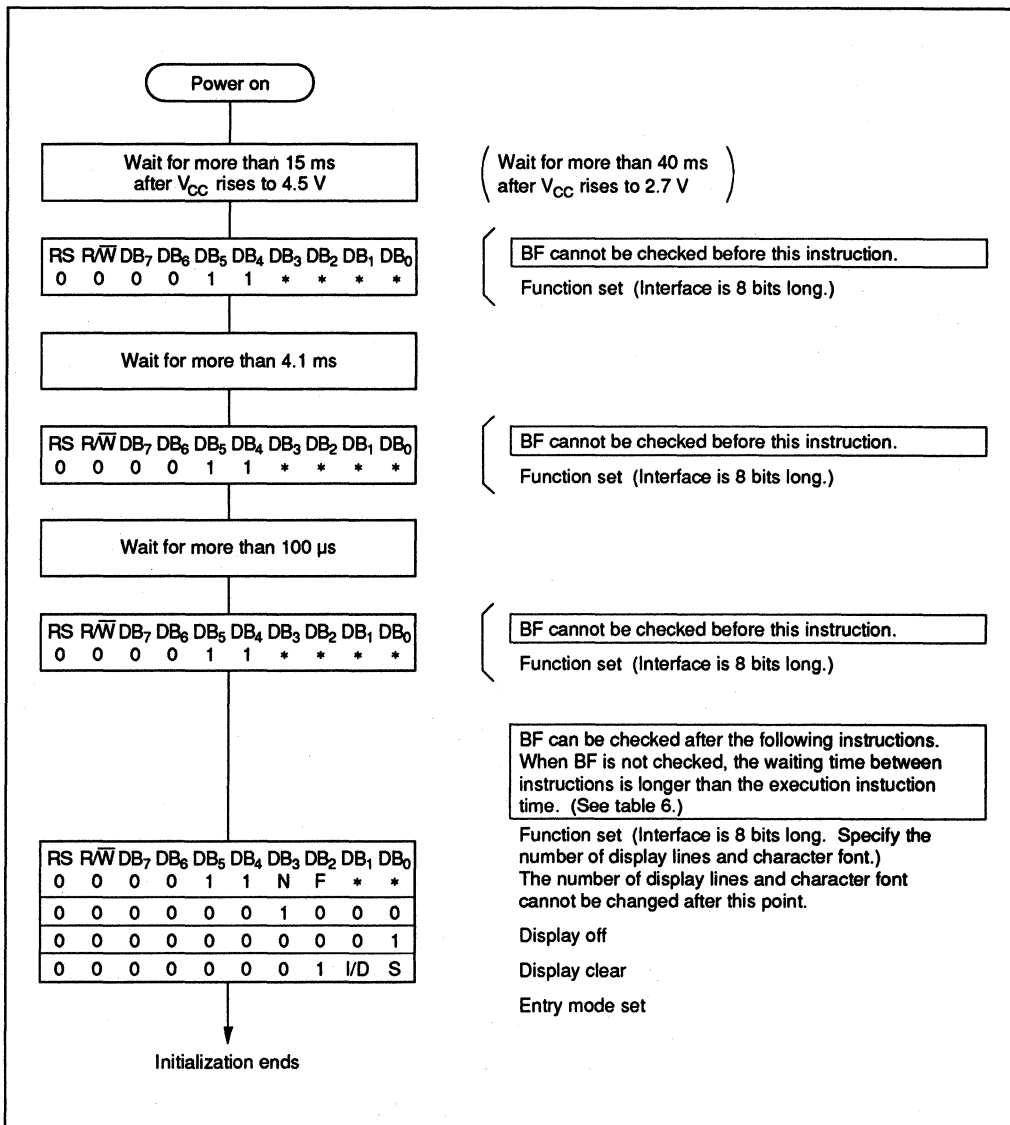 Power on
Wait for more than 15 ms
after VCC rises to 4.5 V
Wait for more than 40 ms
after VCC rises to 2.7 V
RS R/W̅ DB7 DB6 DB5 DB4 DB3 DB2 DB1 DB0
0 0 0 0 1 1 * * * *
BF cannot be checked before this instruction.
Function set (Interface is 8 bits long.)
Wait for more than 4.1 ms
RS R/W̅ DB7 DB6 DB5 DB4 DB3 DB2 DB1 DB0
0 0 0 0 1 1 * * * *
BF cannot be checked before this instruction.
Function set (Interface is 8 bits long.)
Wait for more than 100 µs
RS R/W̅ DB7 DB6 DB5 DB4 DB3 DB2 DB1 DB0
0 0 0 0 1 1 * * * *
BF cannot be checked before this instruction.
Function set (Interface is 8 bits long.)
BF can be checked after the following instructions.
When BF is not checked, the waiting time between
instructions is longer than the execution instuction
time. (See table 6.)
RS R/W̅ DB7 DB6 DB5 DB4 DB3 DB2 DB1 DB0
0 0 0 0 1 1 N F * *
0 0 0 0 0 0 1 0 0 0
0 0 0 0 0 0 0 0 0 1
0 0 0 0 0 0 0 1 I/D S
Function set (Interface is 8 bits long. Specify the
number of display lines and character font.)
The number of display lines and character font
cannot be changed after this point.
Display off
Display clear
Entry mode set
Initialization ends